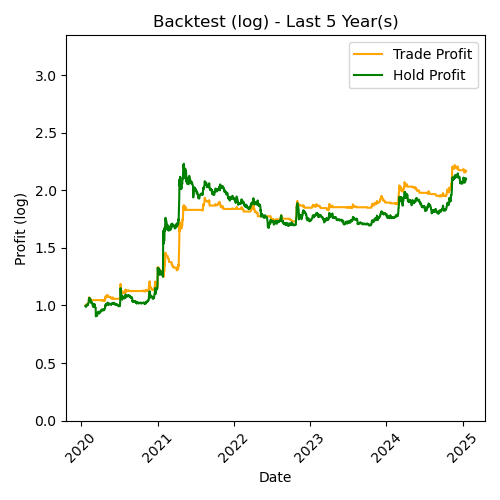 Backtest (log) - Last 5 Year(s)
Trade Profit
Hold Profit
Profit (log)
3.0
2.5
2.0
1.5
1.0
0.5
0.0
2020
2021
2022
2023
2024
2025
Date